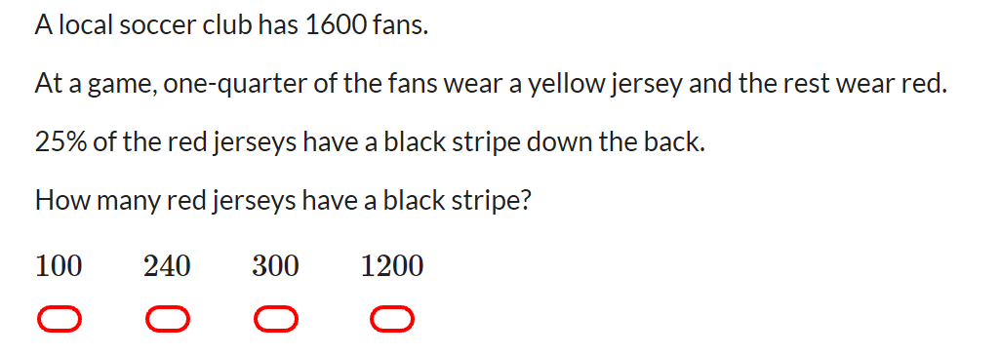 A local soccer club has 1600 fans.
At a game, one-quarter of the fans wear a yellow jersey and the rest wear red.
25% of the red jerseys have a black stripe down the back.
How many red jerseys have a black stripe?
100 240 300 1200